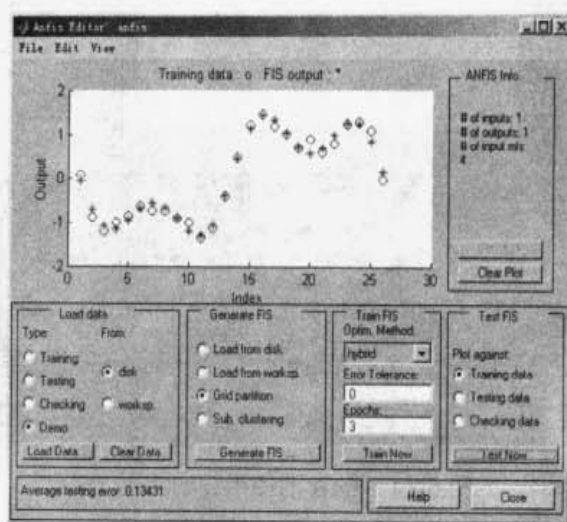 Anfis Editor: anfis
File Edit View
Training data : o FIS output : *
ANFIS Info.
# of inputs: 1
# of outputs: 1
# of input mfs:
4
Clear Plot
Output
2
1
0
-1
-2
0 5 10 15 20 25 30
Index
Load data
Type: From:
Training
Testing
Checking
Demo
disk
worksp.
Load Data... Clear Data
Generate FIS
Load from disk
Load from worksp.
Grid partition
Sub. clustering
Generate FIS ...
Train FIS
Optim. Method:
hybrid
Error Tolerance:
0
Epochs:
3
Train Now
Test FIS
Plot against:
Training data
Testing data
Checking data
Test Now
Average testing error: 0.13431
Help Close